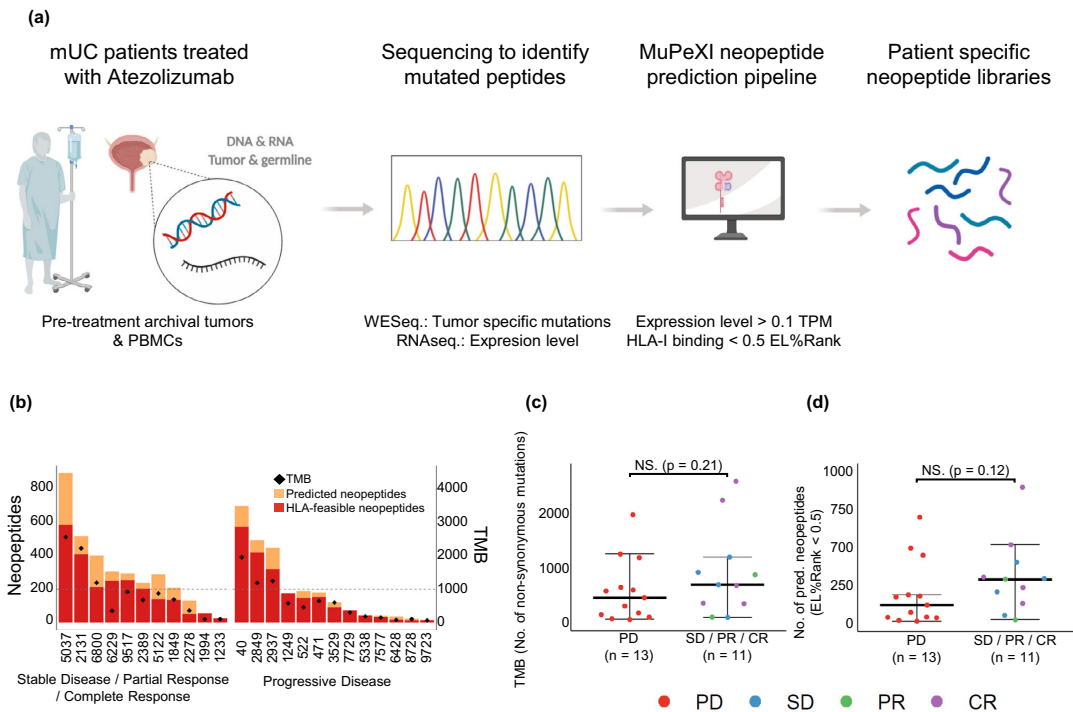 (a)
mUC patients treated
with Atezolizumab
Sequencing to identify
mutated peptides
MuPeXI neopeptide
prediction pipeline
Patient specific
neopeptide libraries
DNA & RNA
Tumor & germline
Pre-treatment archival tumors
& PBMCs
WESeq.: Tumor specific mutations
RNAseq.: Expresion level
Expression level > 0.1 TPM
HLA-I binding < 0.5 EL%Rank
(b)
Neopeptides
800
600
400
200
0
TMB
Predicted neopeptides
HLA-feasible neopeptides
4000
3000
2000
1000
0
TMB
5037
2131
6800
6229
9517
2389
5122
1849
2278
1994
1233
40
2849
2937
1249
522
471
3529
7729
5338
7577
6428
8728
9723
Stable Disease / Partial Response
/ Complete Response
Progressive Disease
(c)
TMB (No. of non-synonymous mutations)
NS. (p = 0.21)
2000
1000
0
PD
(n = 13)
SD / PR / CR
(n = 11)
(d)
No. of pred. neopeptides
(EL%Rank < 0.5)
NS. (p = 0.12)
1000
750
500
250
0
PD
(n = 13)
SD / PR / CR
(n = 11)
PD
SD
PR
CR